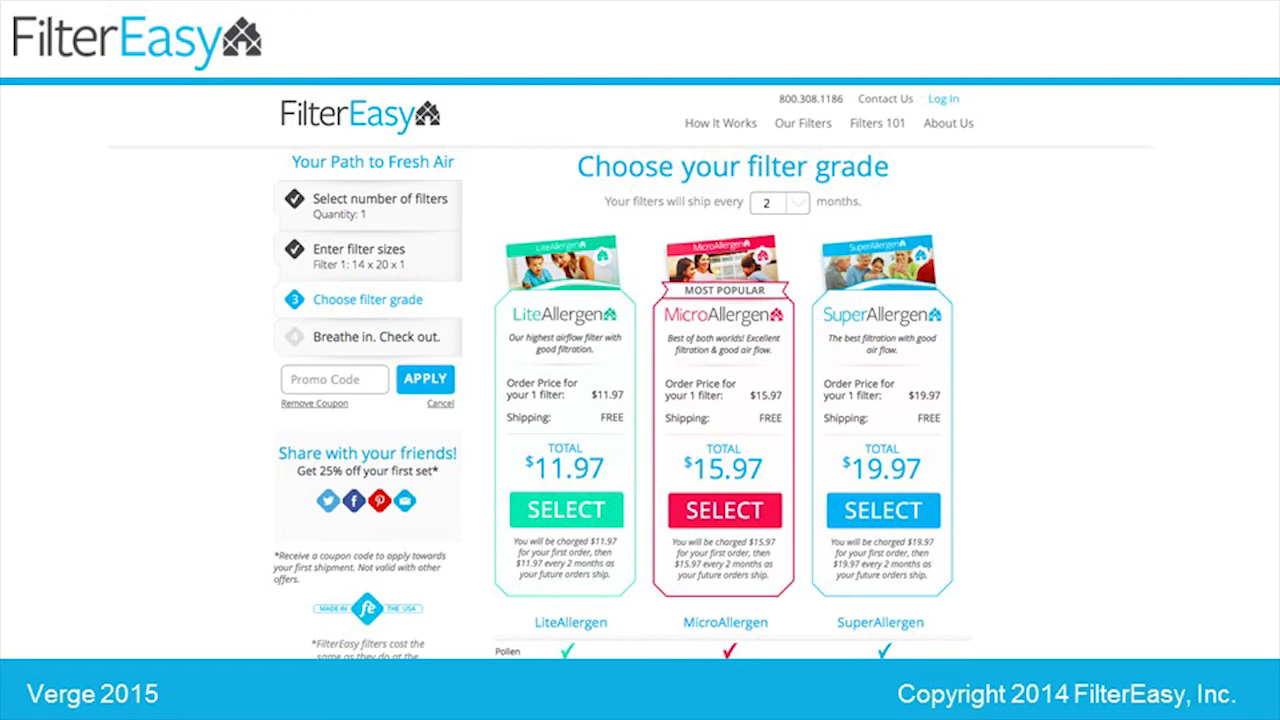 FilterEasy
FilterEasy
800.308.1186 Contact Us Log In
How It Works Our Filters Filters 101 About Us
Your Path to Fresh Air
Select number of filters
Quantity: 1
Enter filter sizes
Filter 1: 14 x 20 x 1
3 Choose filter grade
4 Breathe in. Check out.
Promo Code APPLY
Remove Coupon Cancel
Share with your friends!
Get 25% off your first set*
*Receive a coupon code to apply towards
your first shipment. Not valid with other
offers.
MADE IN fe THE USA
*FilterEasy filters cost the
same as they do at the
Choose your filter grade
Your filters will ship every 2 months.
LiteAllergen
LiteAllergen
Our highest airflow filter with
good filtration.
Order Price for
your 1 filter: $11.97
Shipping: FREE
TOTAL
$11.97
SELECT
You will be charged $11.97
for your first order, then
$11.97 every 2 months as
your future orders ship.
MicroAllergen
MOST POPULAR
MicroAllergen
Best of both worlds! Excellent
filtration & good air flow.
Order Price for
your 1 filter: $15.97
Shipping: FREE
TOTAL
$15.97
SELECT
You will be charged $15.97
for your first order, then
$15.97 every 2 months as
your future orders ship.
SuperAllergen
SuperAllergen
The best filtration with good
air flow.
Order Price for
your 1 filter: $19.97
Shipping: FREE
TOTAL
$19.97
SELECT
You will be charged $19.97
for your first order, then
$19.97 every 2 months as
your future orders ship.
LiteAllergen MicroAllergen SuperAllergen
Pollen
Verge 2015
Copyright 2014 FilterEasy, Inc.